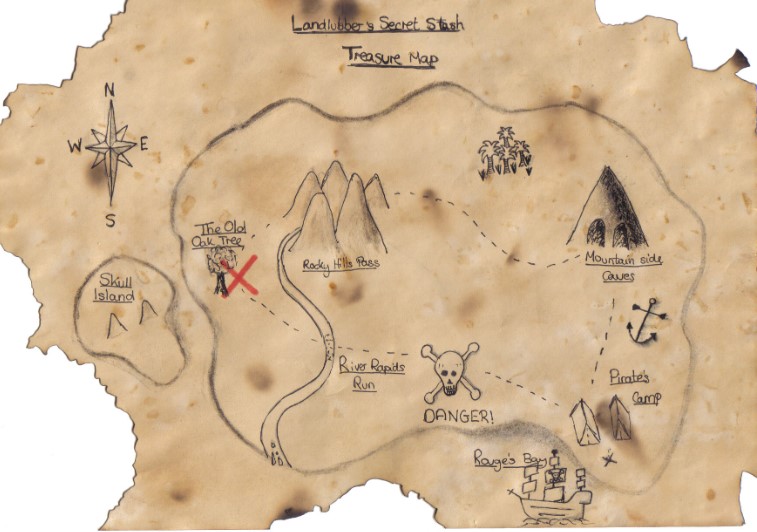 Landlubber's Secret Stash
Treasure Map
N
W E
S
The Old
Oak Tree
Rocky Hills Pass
Mountain side
Caves
Skull
Island
River Rapids
Run
DANGER!
Pirate's
Camp
Rouge's Bay